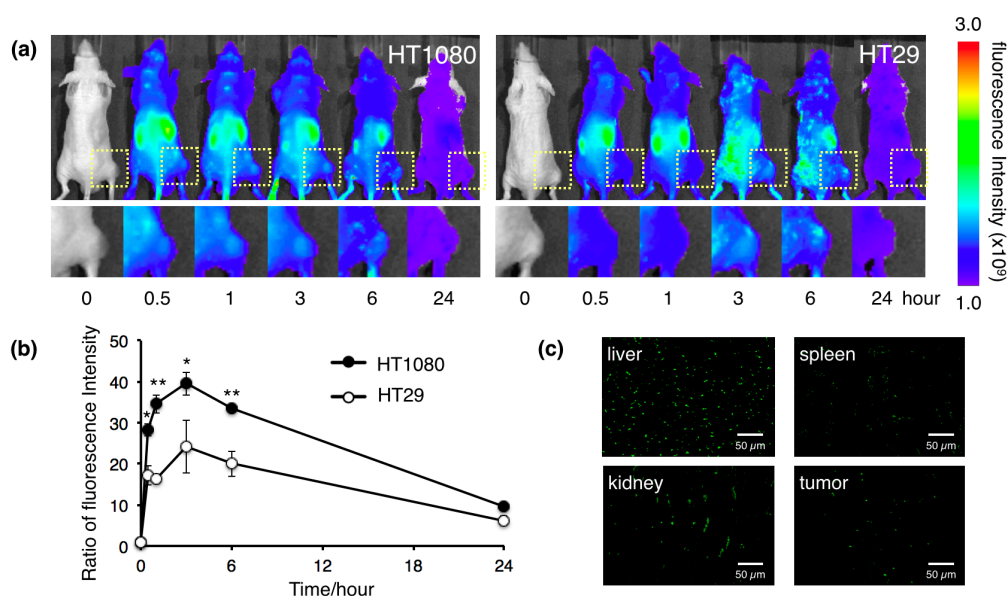 (a)
HT1080
HT29
3.0
fluorescence Intensity (x10⁹)
1.0
0 0.5 1 3 6 24
0 0.5 1 3 6 24 hour
(b)
Ratio of fluorescence Intensity
50
40
30
20
10
0
* ** * **
HT1080
HT29
0 6 12 18 24
Time/hour
(c)
liver
50 µm
spleen
50 µm
kidney
50 µm
tumor
50 µm